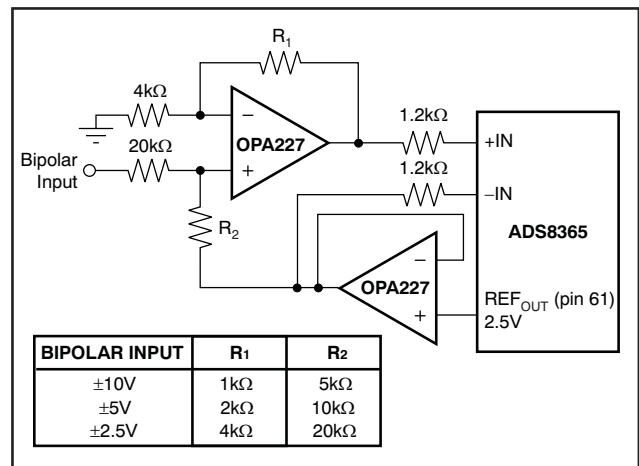 R1
4kΩ
−
1.2kΩ
OPA227
+IN
Bipolar
Input
20kΩ
+
1.2kΩ
−IN
R2
ADS8365
−
OPA227
+
REFOUT (pin 61)
2.5V
BIPOLAR INPUT R1 R2
±10V 1kΩ 5kΩ
±5V 2kΩ 10kΩ
±2.5V 4kΩ 20kΩ